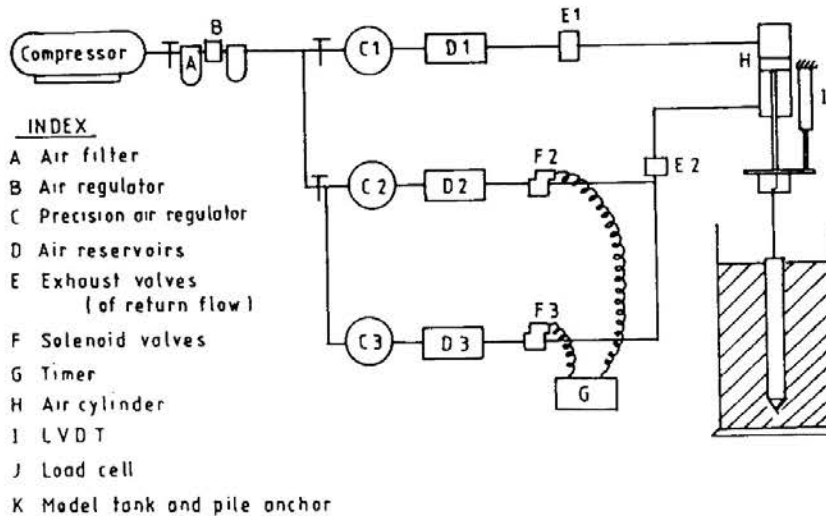 Compressor
A
B
C1
D1
E1
H
I
INDEX
A Air filter
B Air regulator
C Precision air regulator
D Air reservoirs
E Exhaust valves
( of return flow )
F Solenoid valves
G Timer
H Air cylinder
I LVDT
J Load cell
K Model tank and pile anchor
C2
D2
F2
E2
C3
D3
F3
G